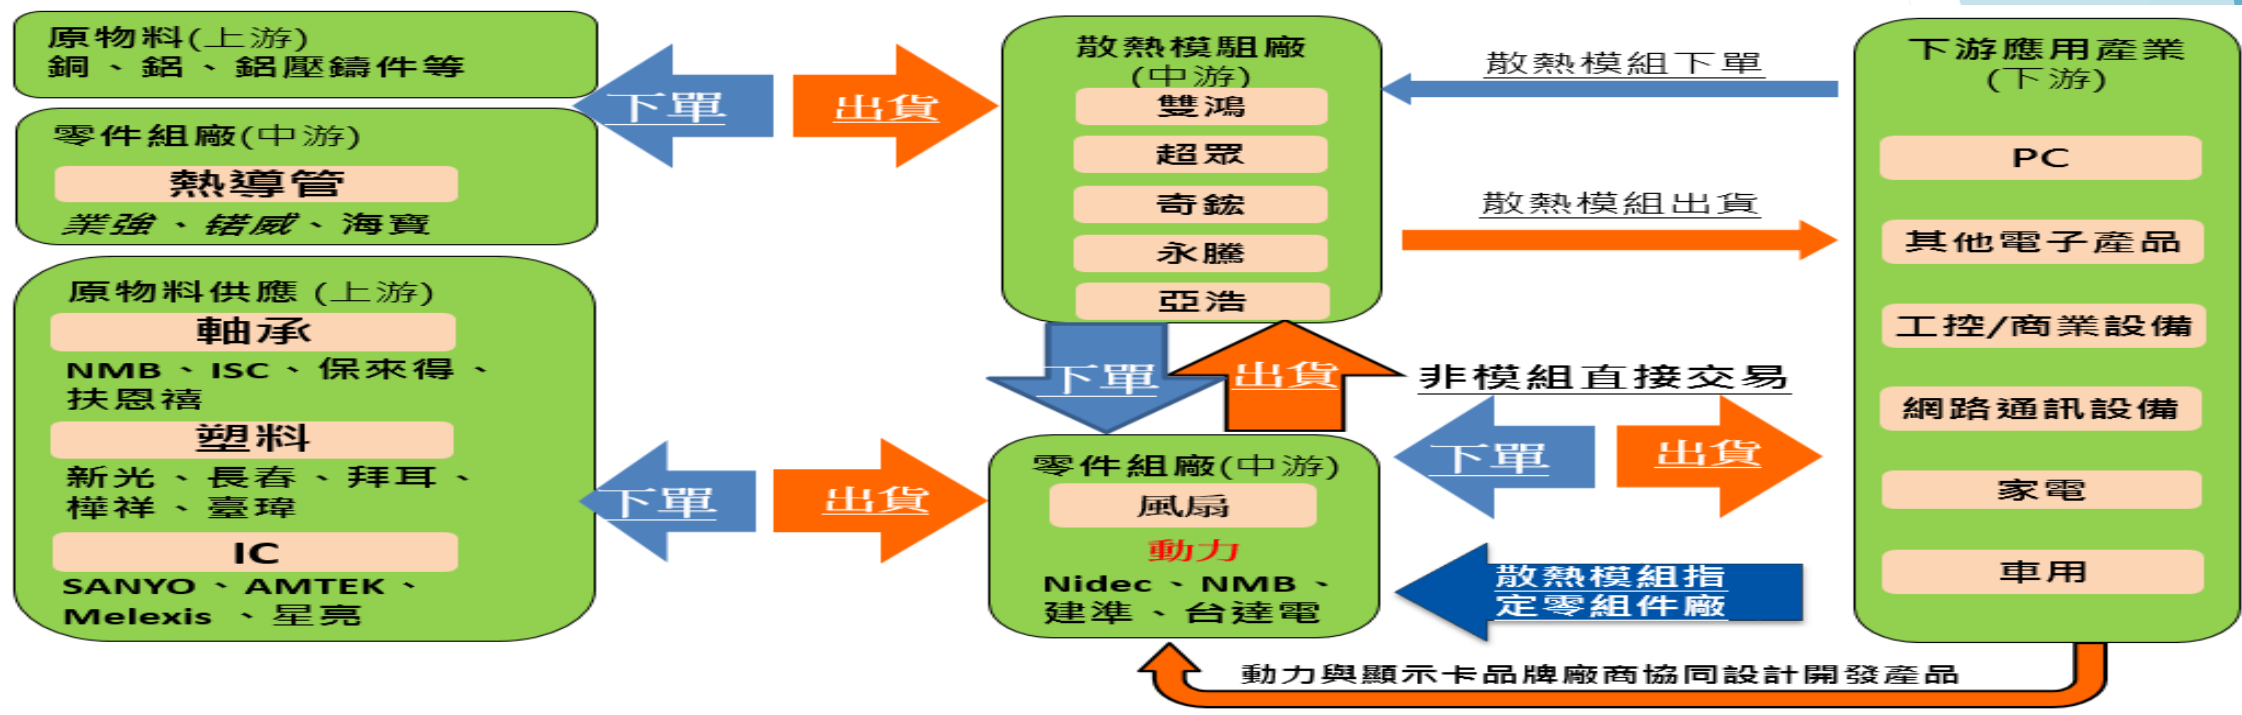 原物料(上游)
銅、鋁、鋁壓鑄件等
零件組廠(中游)
熱導管
業強、锘威、海寶
原物料供應 (上游)
軸承
NMB、ISC、保來得、
扶恩禧
塑料
新光、長春、拜耳、
樺祥、臺瑋
IC
SANYO、AMTEK、
Melexis 、星亮
下單
出貨
下單
出貨
散熱模駔廠
(中游)
雙鴻
超眾
奇鋐
永騰
亞浩
下單
出貨
零件組廠(中游)
風扇
動力
Nidec、NMB、
建準、台達電
散熱模組下單
散熱模組出貨
非模組直接交易
下單
出貨
散熱模組指
定零組件廠
動力與顯示卡品牌廠商協同設計開發產品
下游應用產業
(下游)
PC
其他電子產品
工控/商業設備
網路通訊設備
家電
車用